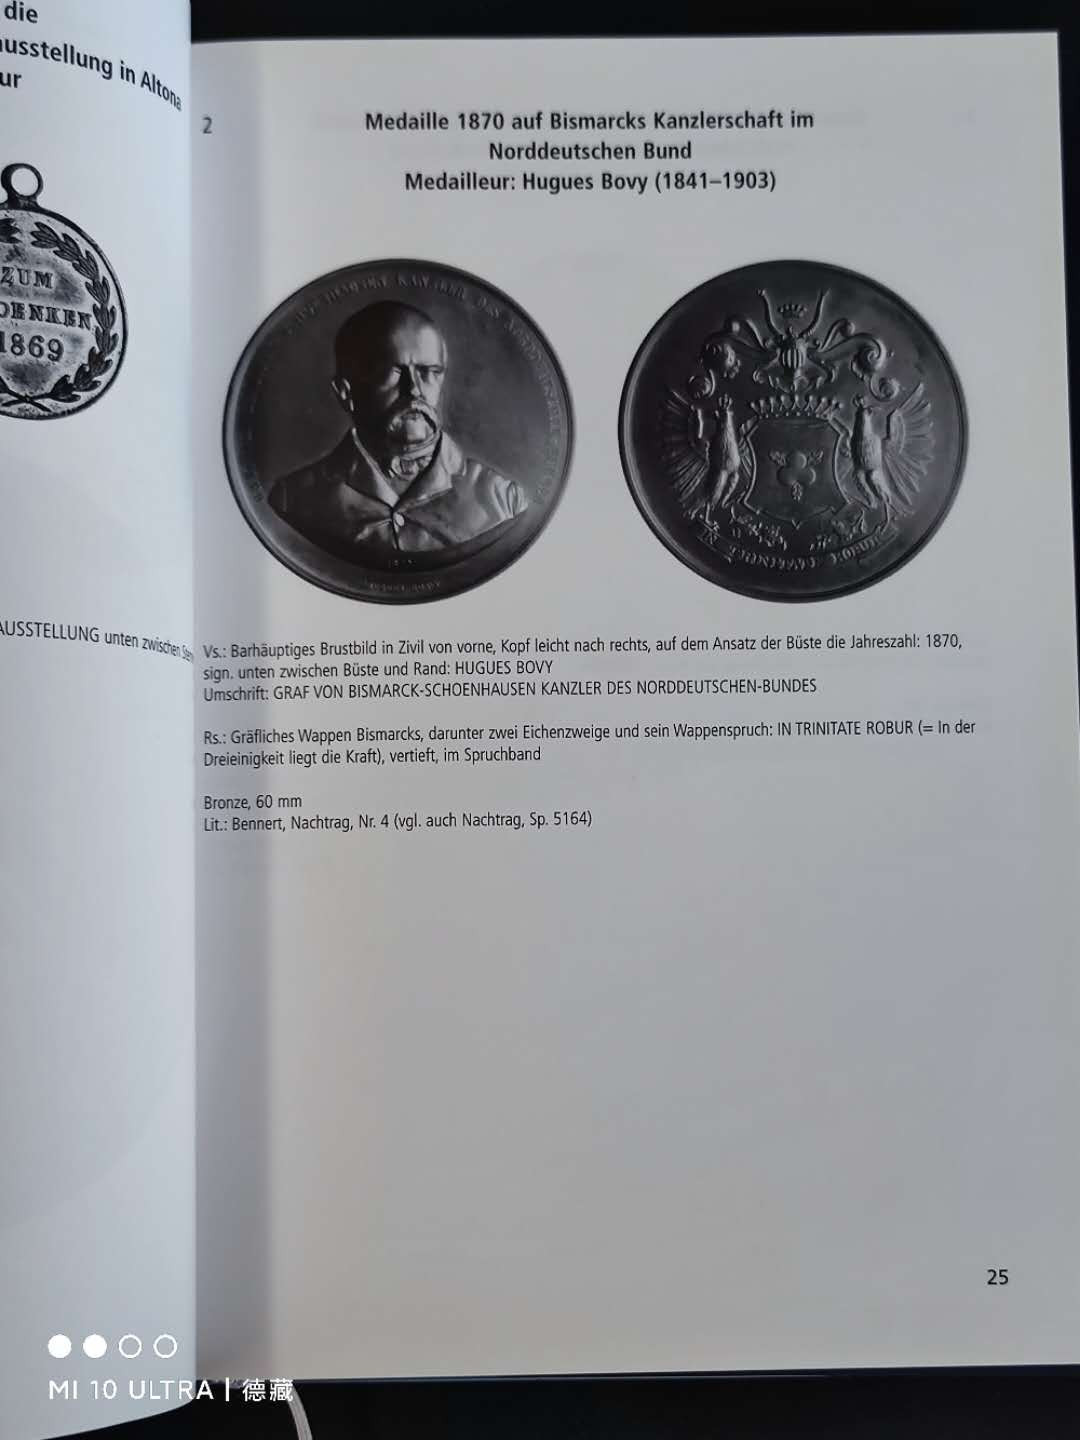 die
usstellung in Altona
ur
ZUM
DENKEN
1869
AUSSTELLUNG unten zwischen
2
Medaille 1870 auf Bismarcks Kanzlerschaft im
Norddeutschen Bund
Medailleur: Hugues Bovy (1841–1903)
IN TRINITATE ROBUR
Vs.: Barhäuptiges Brustbild in Zivil von vorne, Kopf leicht nach rechts, auf dem Ansatz der Büste die Jahreszahl: 1870,
sign. unten zwischen Büste und Rand: HUGUES BOVY
Umschrift: GRAF VON BISMARCK-SCHOENHAUSEN KANZLER DES NORDDEUTSCHEN-BUNDES
Rs.: Gräfliches Wappen Bismarcks, darunter zwei Eichenzweige und sein Wappenspruch: IN TRINITATE ROBUR (= In der
Dreieinigkeit liegt die Kraft), vertieft, im Spruchband
Bronze, 60 mm
Lit.: Bennert, Nachtrag, Nr. 4 (vgl. auch Nachtrag, Sp. 5164)
25
MI 10 ULTRA | 德藏